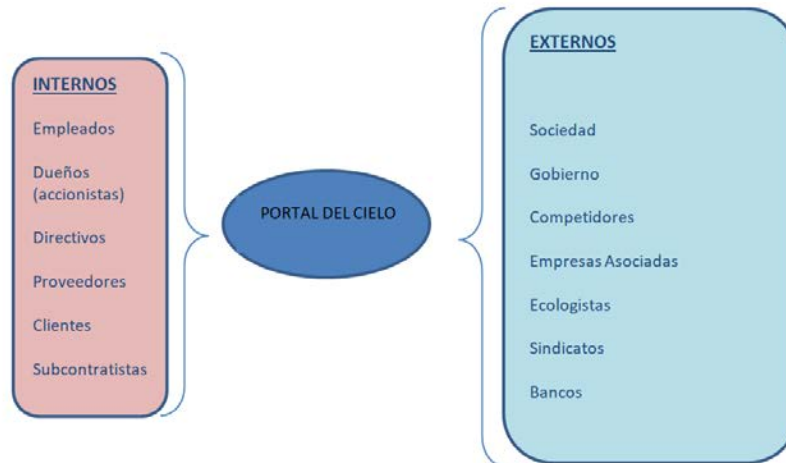 INTERNOS
Empleados
Dueños
(accionistas)
Directivos
Proveedores
Clientes
Subcontratistas
PORTAL DEL CIELO
EXTERNOS
Sociedad
Gobierno
Competidores
Empresas Asociadas
Ecologistas
Sindicatos
Bancos